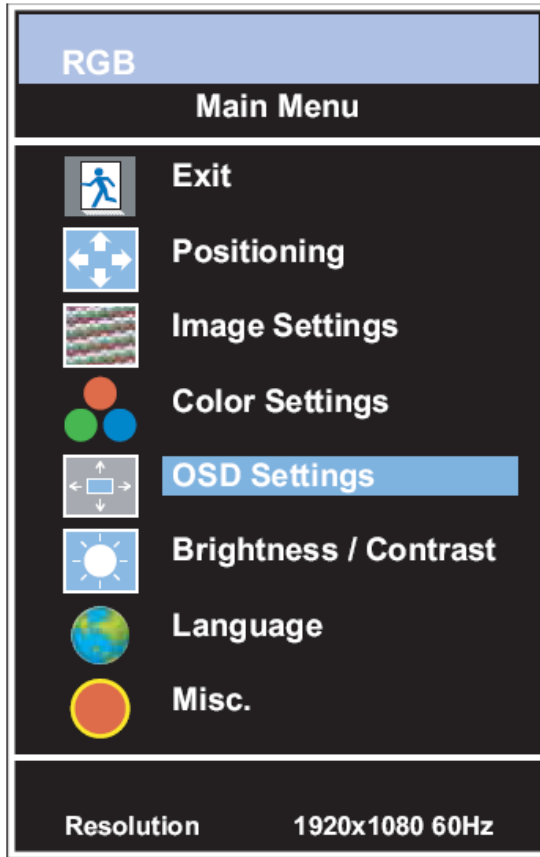 RGB
Main Menu
Exit
Positioning
Image Settings
Color Settings
OSD Settings
Brightness / Contrast
Language
Misc.
Resolution 1920x1080 60Hz